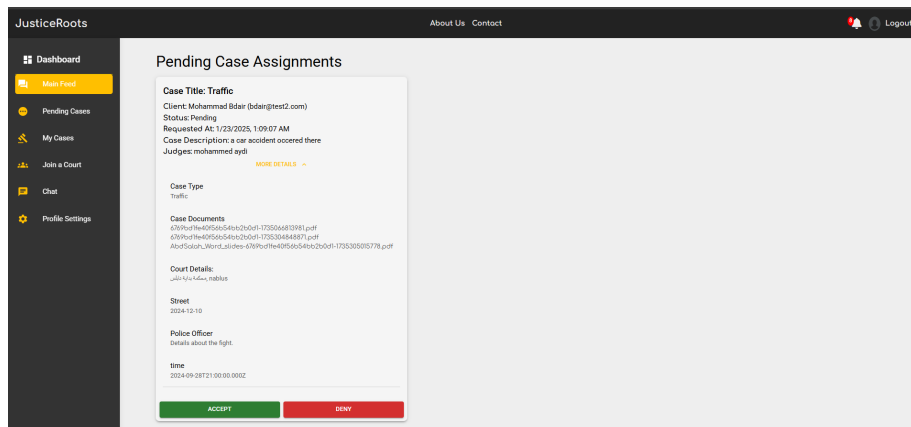 JusticeRoots
About Us Contact
Logout
Dashboard
Main Feed
Pending Cases
My Cases
Join a Court
Chat
Profile Settings
Pending Case Assignments
Case Title: Traffic
Client: Mohammad Bdair (bdair@test2.com)
Status: Pending
Requested At: 1/23/2025, 1:09:07 AM
Case Description: a car accident occered there
Judges: mohammed aydi
MORE DETAILS
Case Type
Traffic
Case Documents
6769bd1fe40f56b54bb2b0d1-1735066813981.pdf
6769bd1fe40f56b54bb2b0d1-1735304848871.pdf
AbdSalah_Word_slides-6769bd1fe40f56b54bb2b0d1-1735305015778.pdf
Court Details:
محكمة بداية نابلس, nablus
Street
2024-12-10
Police Officer
Details about the fight.
time
2024-09-28T21:00:00.000Z
ACCEPT DENY